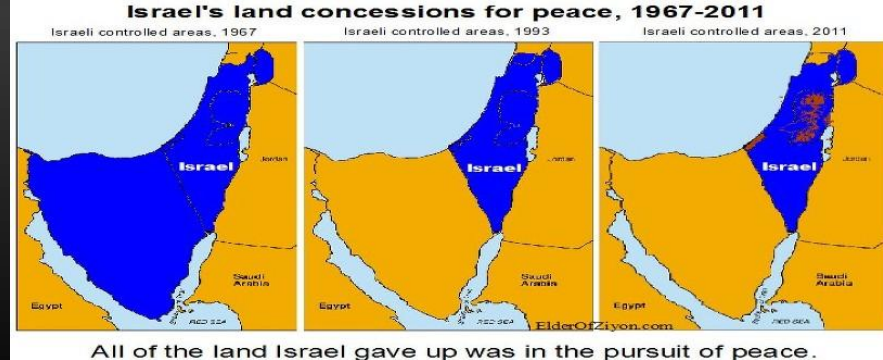 Israel's land concessions for peace, 1967-2011
Israeli controlled areas, 1967
Israeli controlled areas, 1993
Israeli controlled areas, 2011
Israel
Jordan
Saudi
Arabia
Egypt
RED SEA
Israel
Jordan
Saudi
Arabia
Egypt
RED SEA
Israel
Jordan
Saudi
Arabia
Egypt
RED SEA
ElderOfZiyon.com
All of the land Israel gave up was in the pursuit of peace.